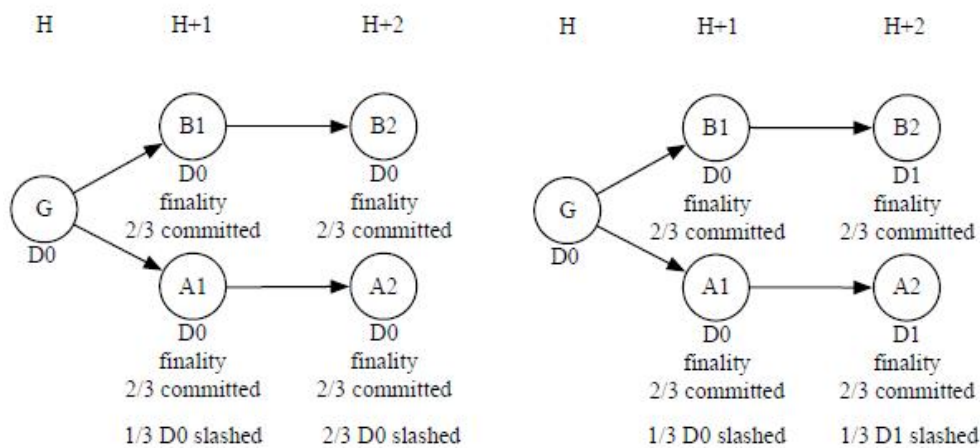 H H+1 H+2
B1 B2
D0 D0
finality finality
2/3 committed 2/3 committed
G
D0
A1 A2
D0 D0
finality finality
2/3 committed 2/3 committed
1/3 D0 slashed 2/3 D0 slashed
H H+1 H+2
B1 B2
D0 D1
finality finality
2/3 committed 2/3 committed
G
D0
A1 A2
D0 D1
finality finality
2/3 committed 2/3 committed
1/3 D0 slashed 1/3 D1 slashed